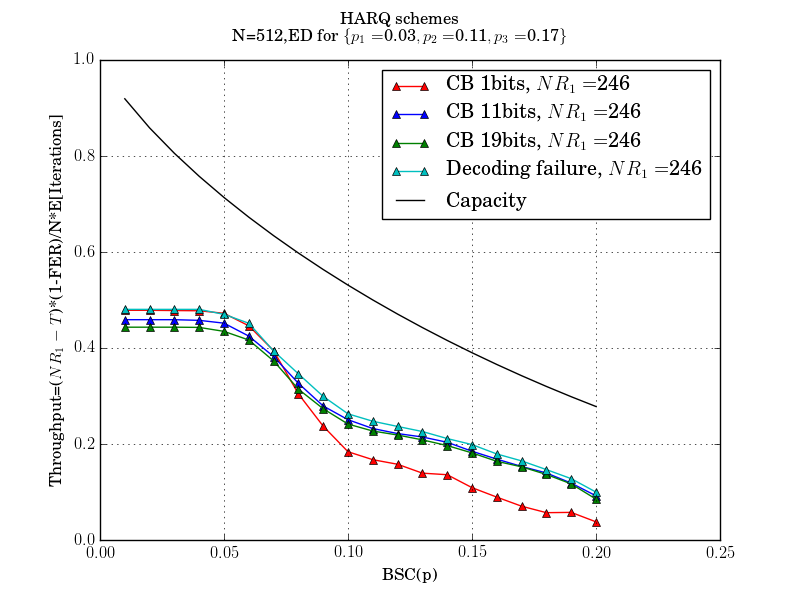 HARQ schemes
N=512,ED for {p₁ =0.03, p₂ =0.11, p₃ =0.17}
CB 1bits, NR₁ =246
CB 11bits, NR₁ =246
CB 19bits, NR₁ =246
Decoding failure, NR₁ =246
Capacity
Throughput=(NR₁ − T)*(1-FER)/N*E[Iterations]
1.0
0.8
0.6
0.4
0.2
0.0
0.00 0.05 0.10 0.15 0.20 0.25
BSC(p)